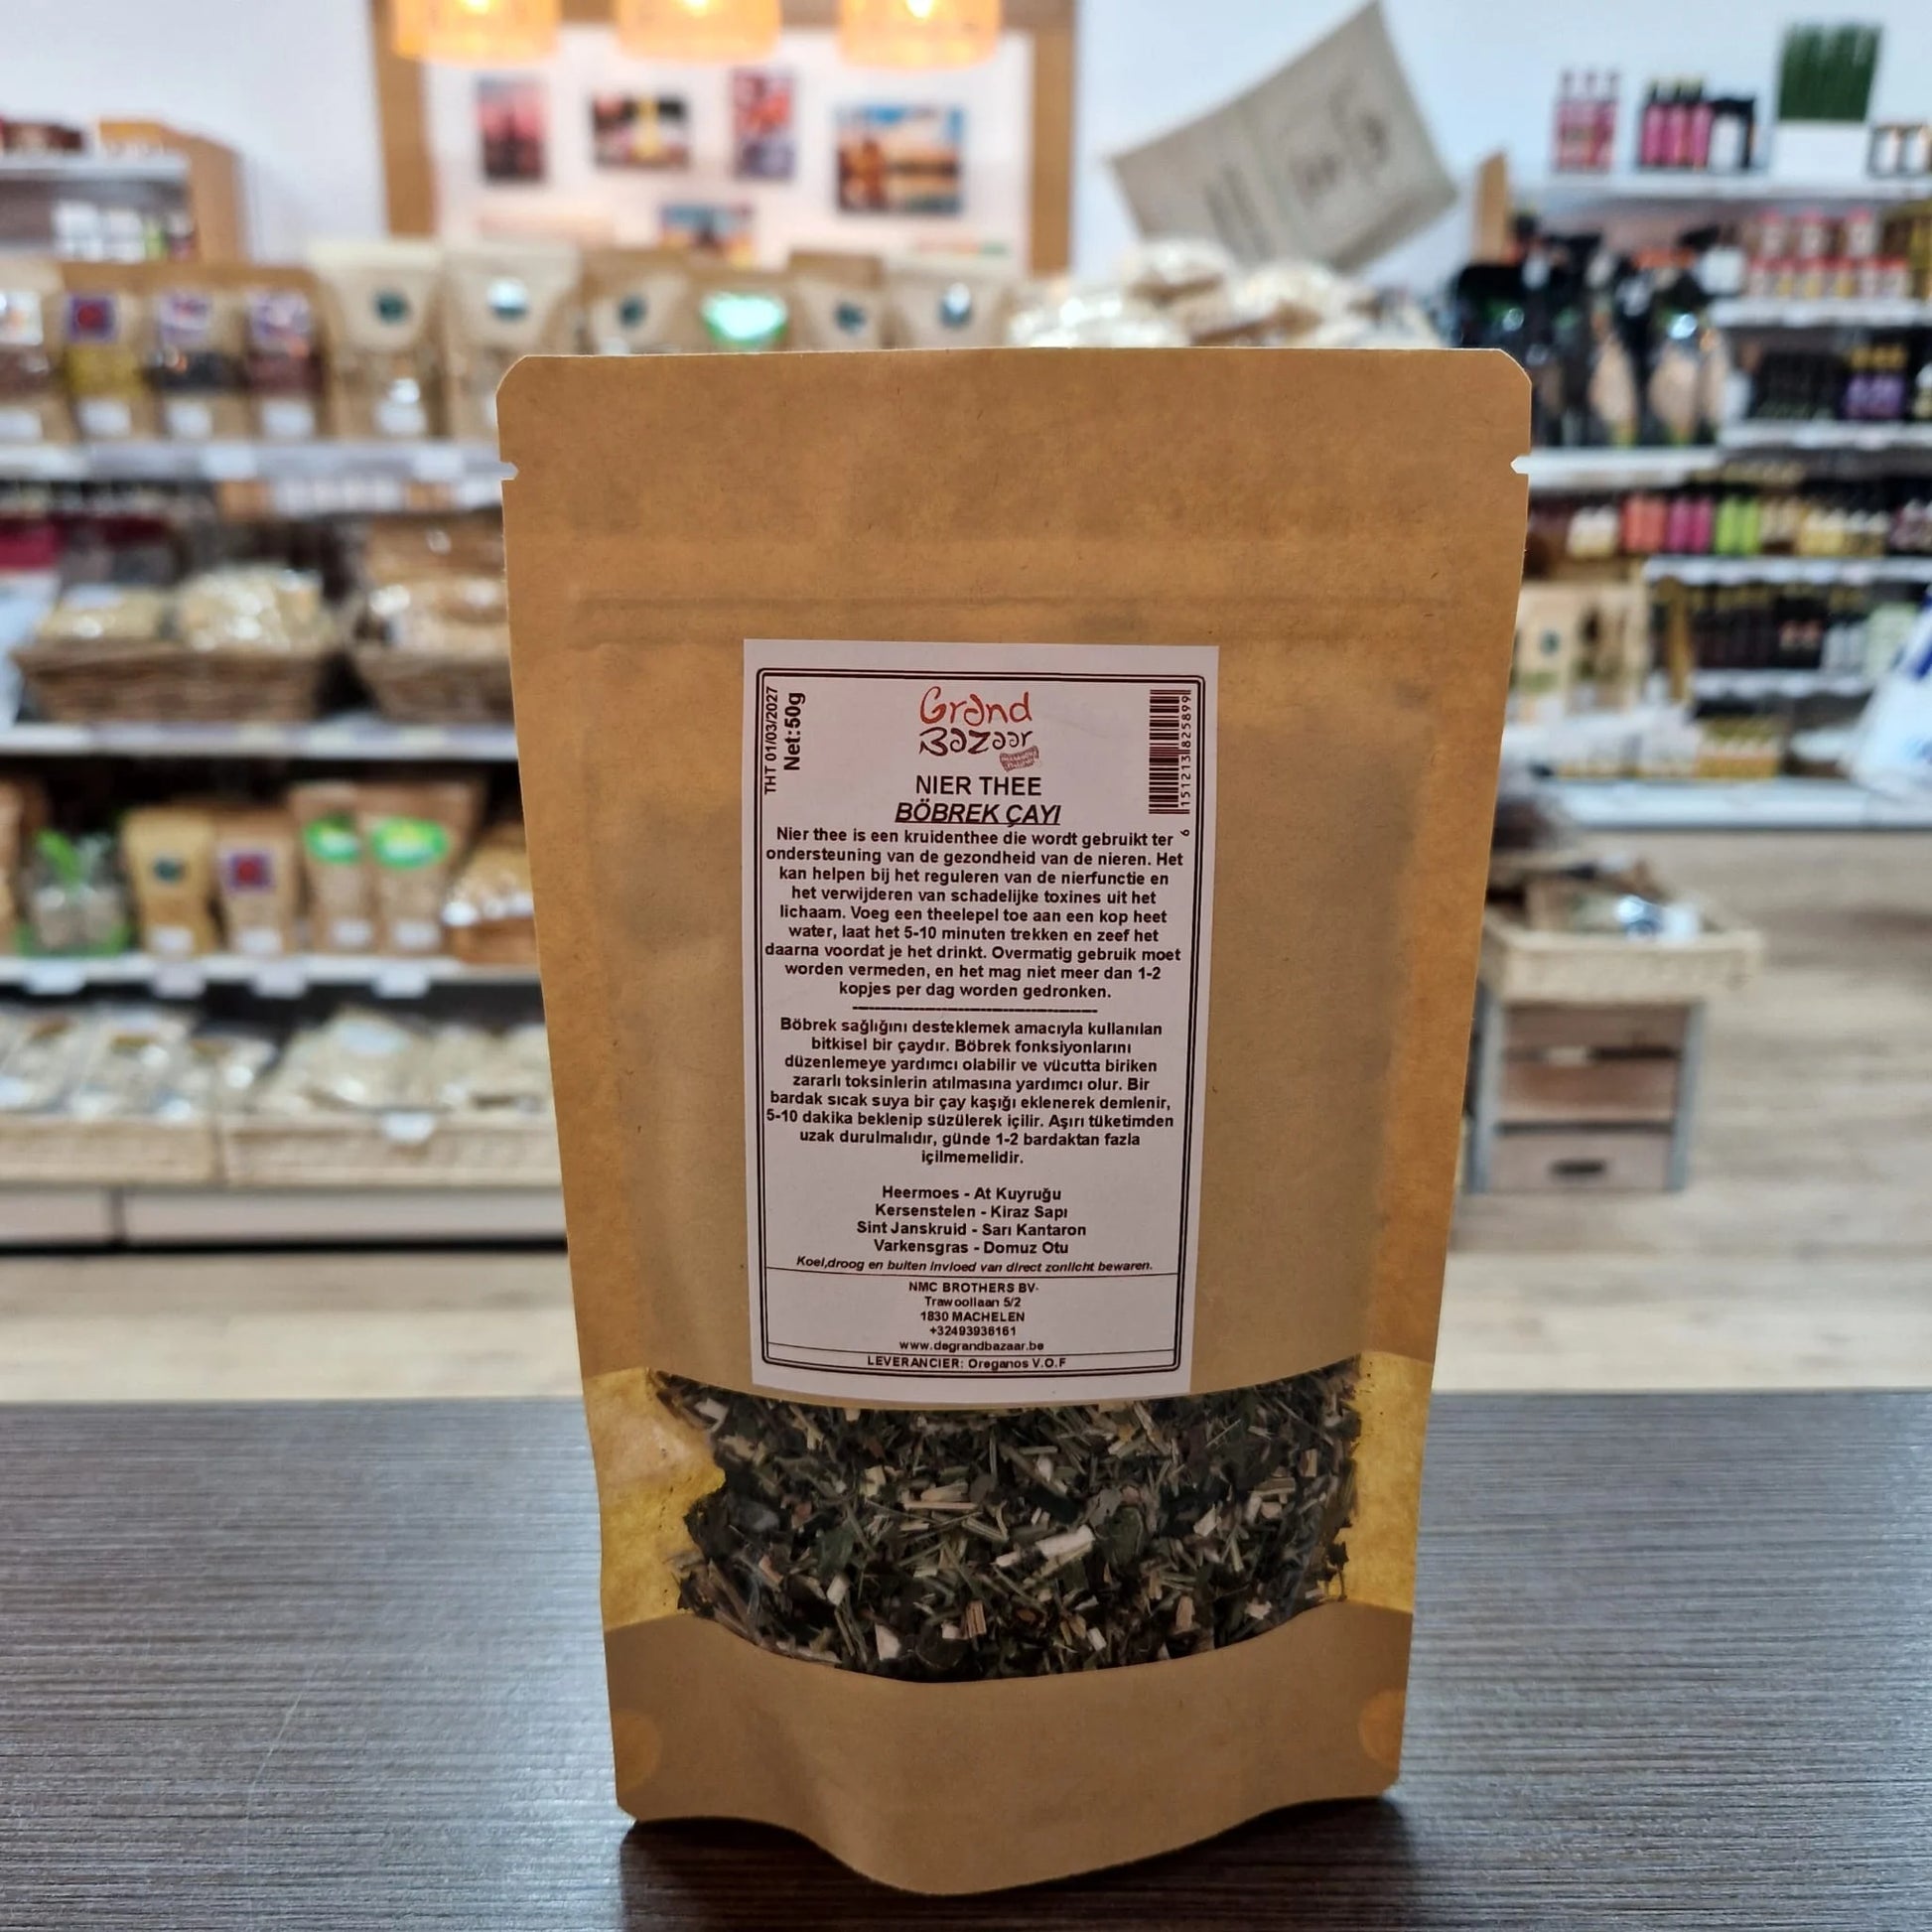 THT 01/03/2027
Net:50g
Grand
Bazaar
NIER THEE
BÖBREK ÇAYI
Nier thee is een kruidenthee die wordt gebruikt ter
ondersteuning van de gezondheid van de nieren. Het
kan helpen bij het reguleren van de nierfunctie en
het verwijderen van schadelijke toxines uit het
lichaam. Voeg een theelepel toe aan een kop heet
water, laat het 5-10 minuten trekken en zeef het
daarna voordat je het drinkt. Overmatig gebruik moet
worden vermeden, en het mag niet meer dan 1-2
kopjes per dag worden gedronken.
Böbrek sağlığını desteklemek amacıyla kullanılan
bitkisel bir çaydır. Böbrek fonksiyonlarını
düzenlemeye yardımcı olabilir ve vücutta biriken
zararlı toksinlerin atılmasına yardımcı olur. Bir
bardak sıcak suya bir çay kaşığı eklenerek demlenir,
5-10 dakika beklenip süzülerek içilir. Aşırı tüketimden
uzak durulmalıdır, günde 1-2 bardaktan fazla
içilmemelidir.
Heermoes - At Kuyruğu
Kersenstelen - Kiraz Sapı
Sint Janskruid - Sarı Kantaron
Varkensgras - Domuz Otu
Koel,droog en buiten invloed van direct zonlicht bewaren.
NMC BROTHERS BV
Trawoollaan 5/2
1830 MACHELEN
+32493936161
www.degrandbazaar.be
LEVERANCIER: Oreganos V.O.F
6 151213 825899